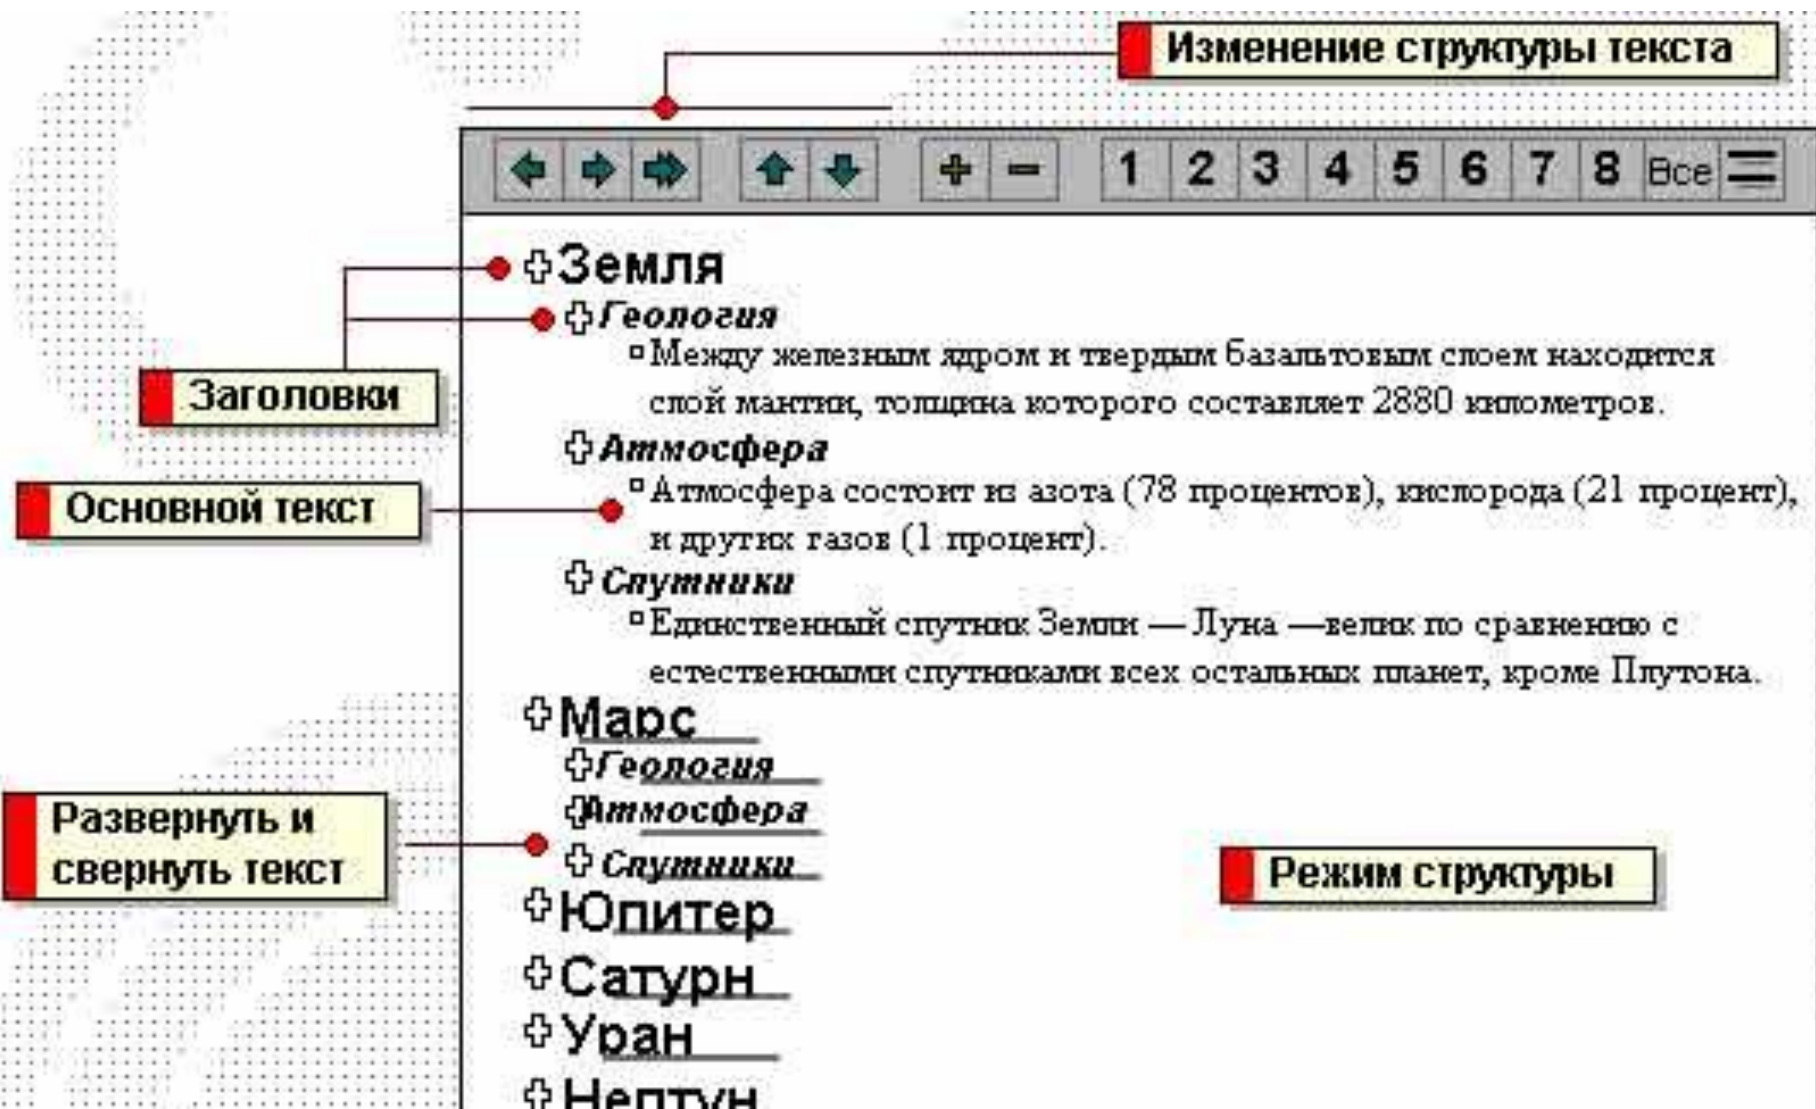 Изменение структуры текста
1 2 3 4 5 6 7 8 Все
Земля
Геология
Между железным ядром и твердым базальтовым слоем находится
слой мантии, толщина которого составляет 2880 километров.
Заголовки
Атмосфера
Атмосфера состоит из азота (78 процентов), кислорода (21 процент),
и других газов (1 процент).
Основной текст
Спутники
Единственный спутник Земли — Луна —велик по сравнению с
естественными спутниками всех остальных планет, кроме Плутона.
Марс
Геология
Атмосфера
Спутники
Развернуть и
свернуть текст
Режим структуры
Юпитер
Сатурн
Уран
Нептун